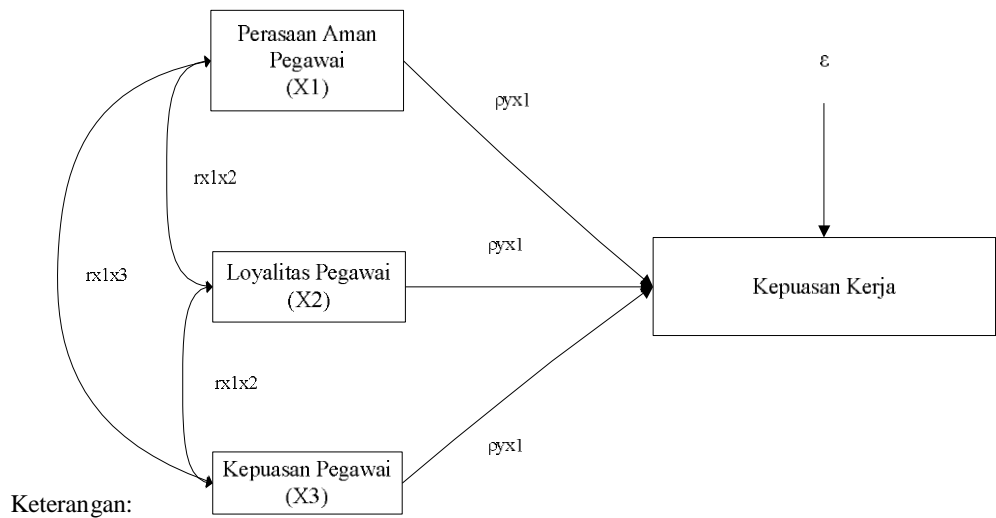 Perasaan Aman
Pegawai
(X1)
ε
ρyx1
rx1x2
ρyx1
Loyalitas Pegawai
(X2)
rx1x3
Kepuasan Kerja
rx1x2
ρyx1
Kepuasan Pegawai
(X3)
Keterangan: